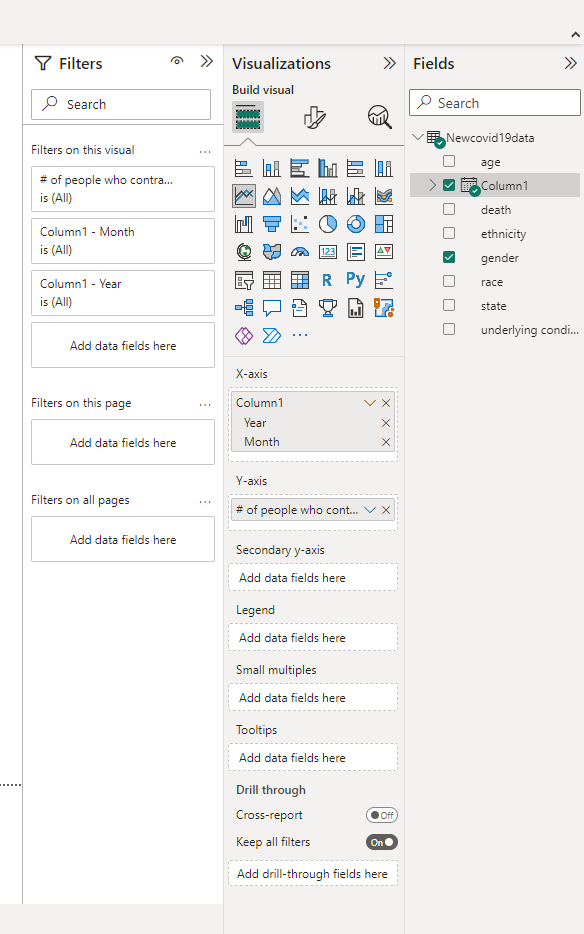 Filters
Search
Filters on this visual
...
# of people who contra...
is (All)
Column1 - Month
is (All)
Column1 - Year
is (All)
Add data fields here
Filters on this page
...
Add data fields here
Filters on all pages
...
Add data fields here
Visualizations
Build visual
123
R
Py
...
X-axis
Column1
Year
Month
Y-axis
# of people who cont...
Secondary y-axis
Add data fields here
Legend
Add data fields here
Small multiples
Add data fields here
Tooltips
Add data fields here
Drill through
Cross-report
Off
Keep all filters
On
Add drill-through fields here
Fields
Search
Newcovid19data
age
Column1
death
ethnicity
gender
race
state
underlying condi...